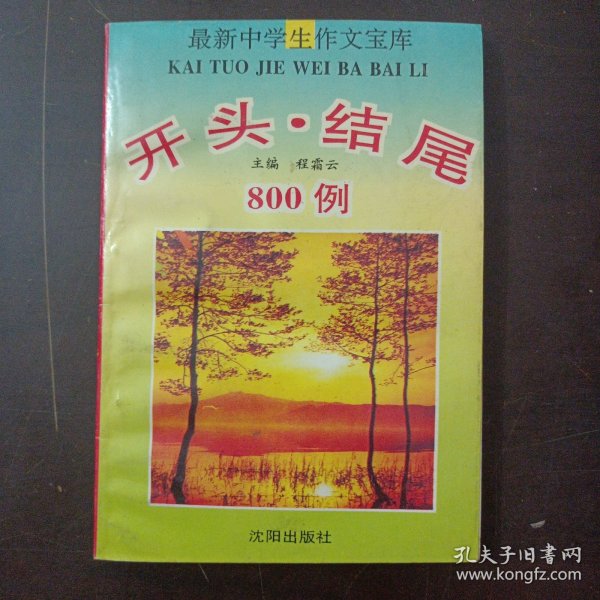 最新中学生作文宝库
KAI TUO JIE WEI BA BAI LI
开头·结尾
主编 程霜云
800例
沈阳出版社
孔夫子旧书网
www.kongfz.com